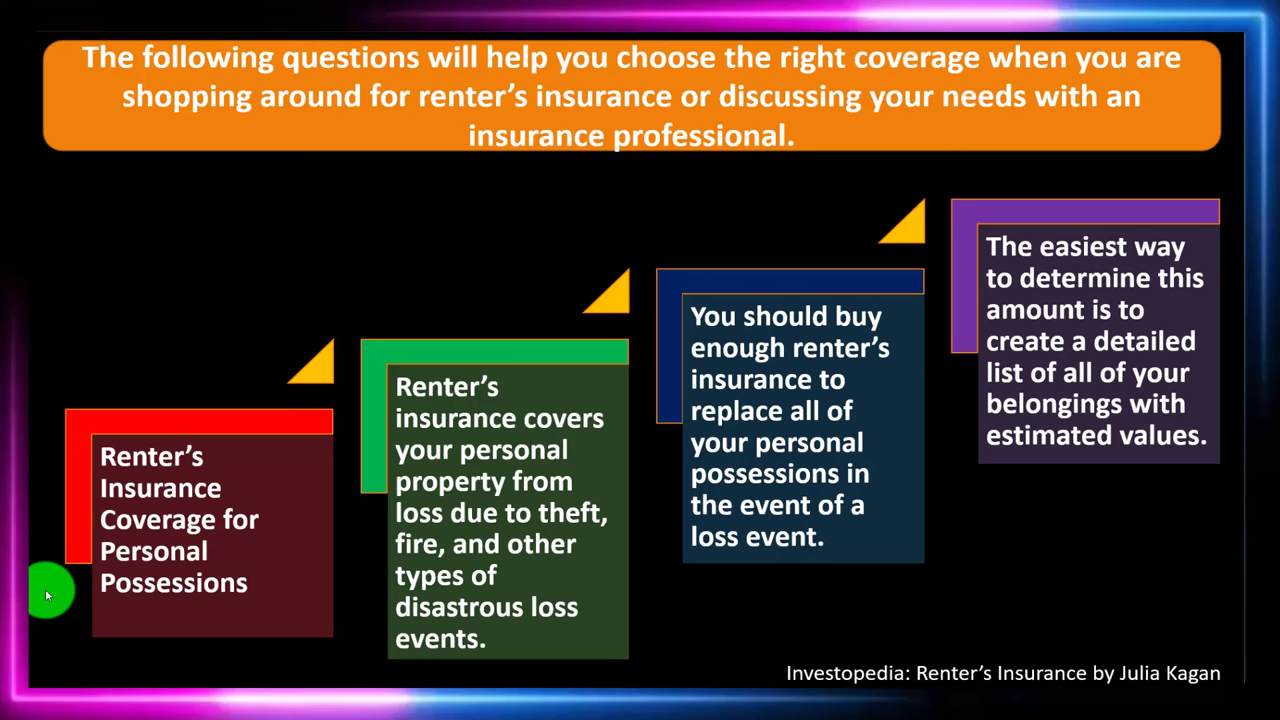 The following questions will help you choose the right coverage when you are
shopping around for renter’s insurance or discussing your needs with an
insurance professional.
Renter’s
Insurance
Coverage for
Personal
Possessions
Renter’s
insurance covers
your personal
property from
loss due to theft,
fire, and other
types of
disastrous loss
events.
You should buy
enough renter’s
insurance to
replace all of
your personal
possessions in
the event of a
loss event.
The easiest way
to determine this
amount is to
create a detailed
list of all of your
belongings with
estimated values.
Investopedia: Renter’s Insurance by Julia Kagan